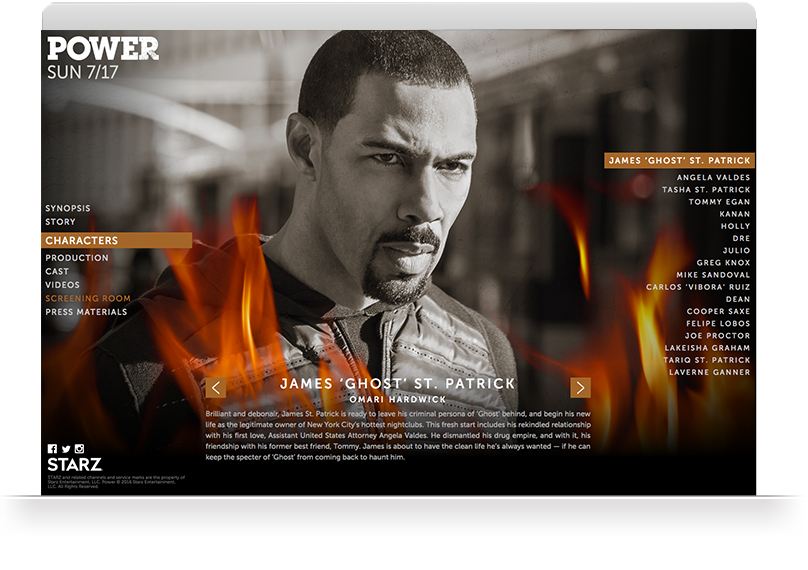 POWER
SUN 7/17
SYNOPSIS
STORY
CHARACTERS
PRODUCTION
CAST
VIDEOS
SCREENING ROOM
PRESS MATERIALS
JAMES 'GHOST' ST. PATRICK
ANGELA VALDES
TASHA ST. PATRICK
TOMMY EGAN
KANAN
HOLLY
DRE
JULIO
GREG KNOX
MIKE SANDOVAL
CARLOS 'VIBORA' RUIZ
DEAN
COOPER SAXE
FELIPE LOBOS
JOE PROCTOR
LAKEISHA GRAHAM
TARIQ ST. PATRICK
LAVERNE GANNER
JAMES 'GHOST' ST. PATRICK
OMARI HARDWICK
Brilliant and debonair, James St. Patrick is ready to leave his criminal persona of 'Ghost' behind, and begin his new
life as the legitimate owner of New York City's hottest nightclubs. This fresh start includes his rekindled relationship
with his first love, Assistant United States Attorney Angela Valdes. He dismantled his drug empire, and with it, his
friendship with his former best friend, Tommy. James is about to have the clean life he's always wanted — if he can
keep the specter of 'Ghost' from coming back to haunt him.
STARZ
STARZ and related channels and service marks are the property of
Starz Entertainment, LLC. Power © 2016 Starz Entertainment,
LLC. All Rights Reserved.